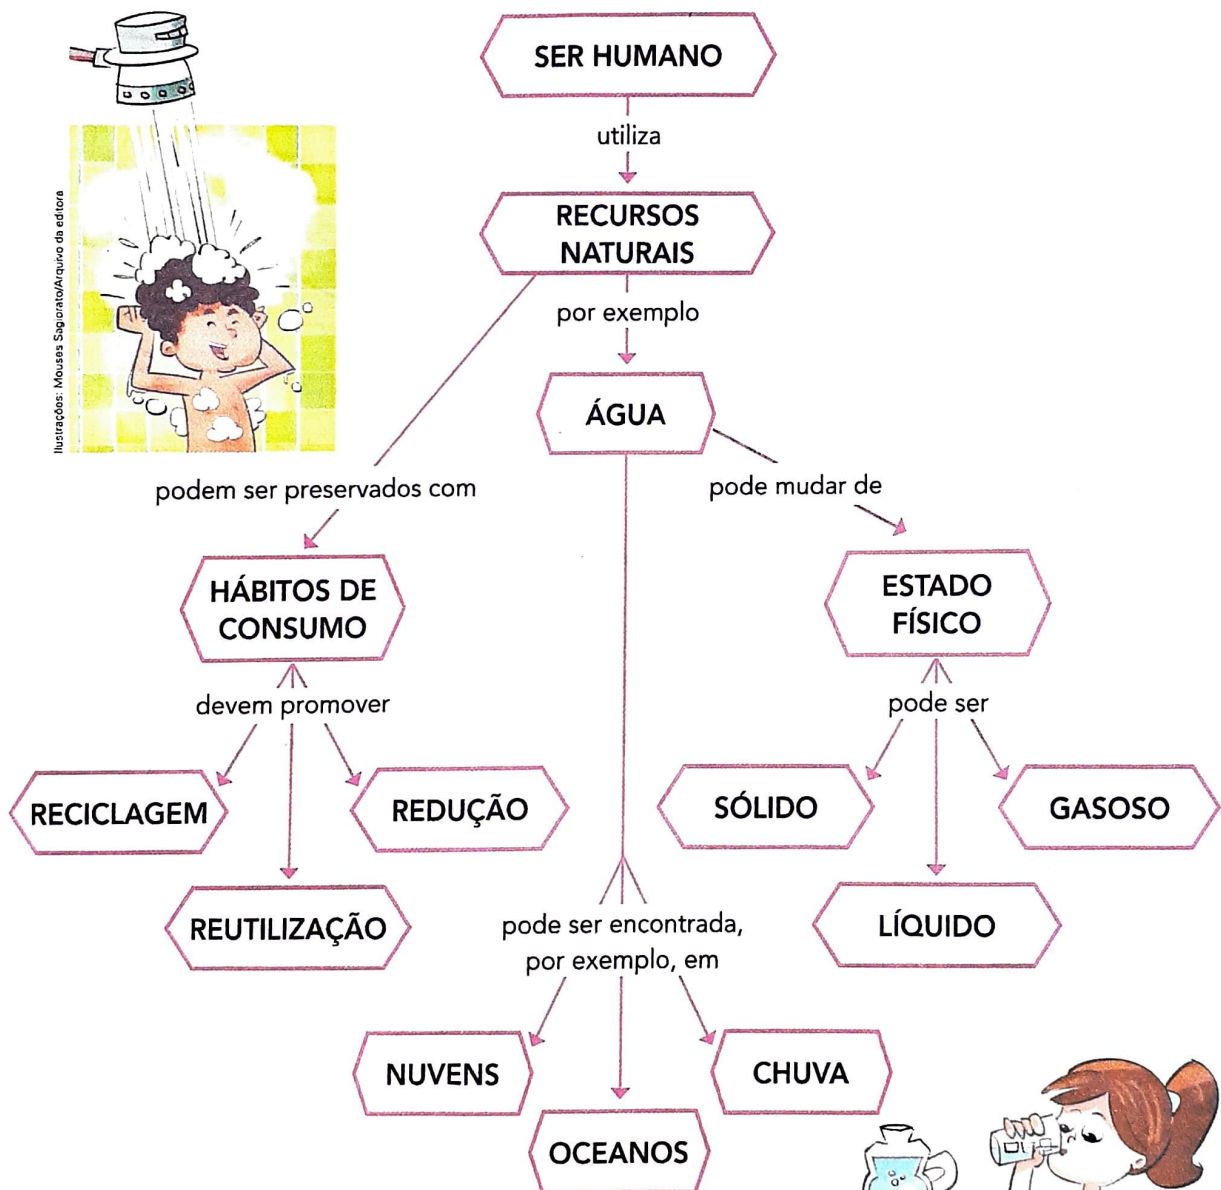 SER HUMANO
utiliza
RECURSOS
NATURAIS
por exemplo
ÁGUA
Ilustrações: Mouses Sagiorato/Arquivo da editora
podem ser preservados com
pode mudar de
HÁBITOS DE
CONSUMO
ESTADO
FÍSICO
devem promover
pode ser
RECICLAGEM
REDUÇÃO
SÓLIDO
GASOSO
REUTILIZAÇÃO
LÍQUIDO
pode ser encontrada,
por exemplo, em
NUVENS
CHUVA
OCEANOS